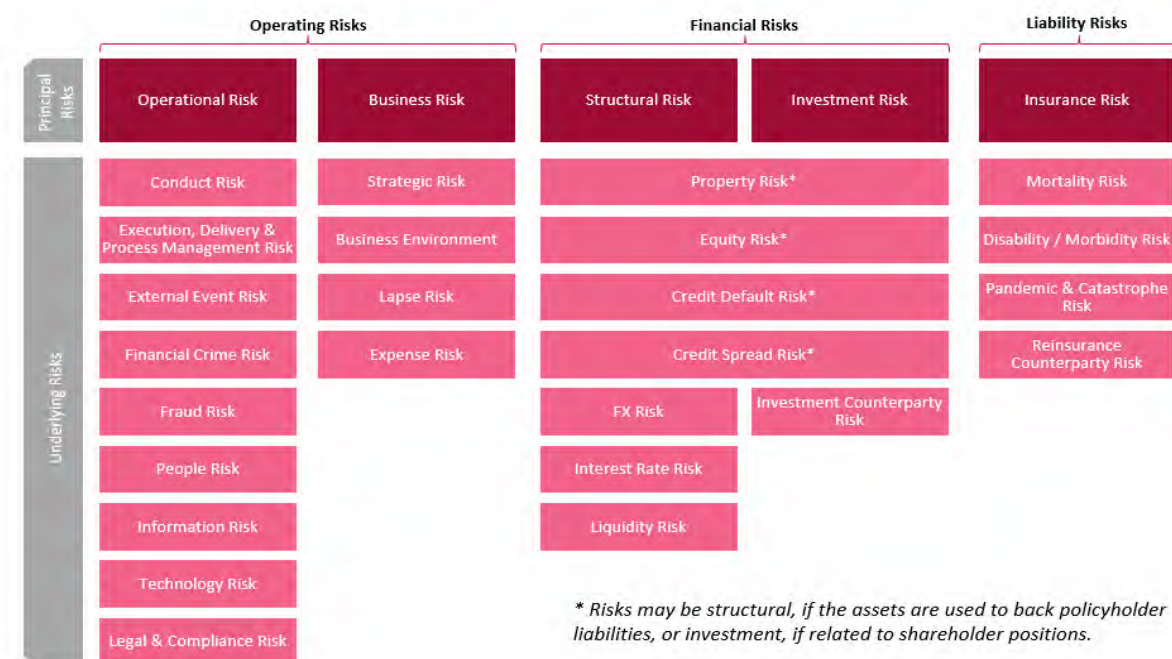 Operating Risks
Financial Risks
Liability Risks
Principal
Risks
Operational Risk
Business Risk
Structural Risk
Investment Risk
Insurance Risk
Underlying Risks
Conduct Risk
Strategic Risk
Property Risk*
Mortality Risk
Execution, Delivery &
Process Management Risk
Business Environment
Equity Risk*
Disability / Morbidity Risk
External Event Risk
Lapse Risk
Credit Default Risk*
Pandemic & Catastrophe
Risk
Financial Crime Risk
Expense Risk
Credit Spread Risk*
Reinsurance
Counterparty Risk
Fraud Risk
FX Risk
Investment Counterparty
Risk
People Risk
Interest Rate Risk
Information Risk
Liquidity Risk
Technology Risk
Legal & Compliance Risk
* Risks may be structural, if the assets are used to back policyholder
liabilities, or investment, if related to shareholder positions.